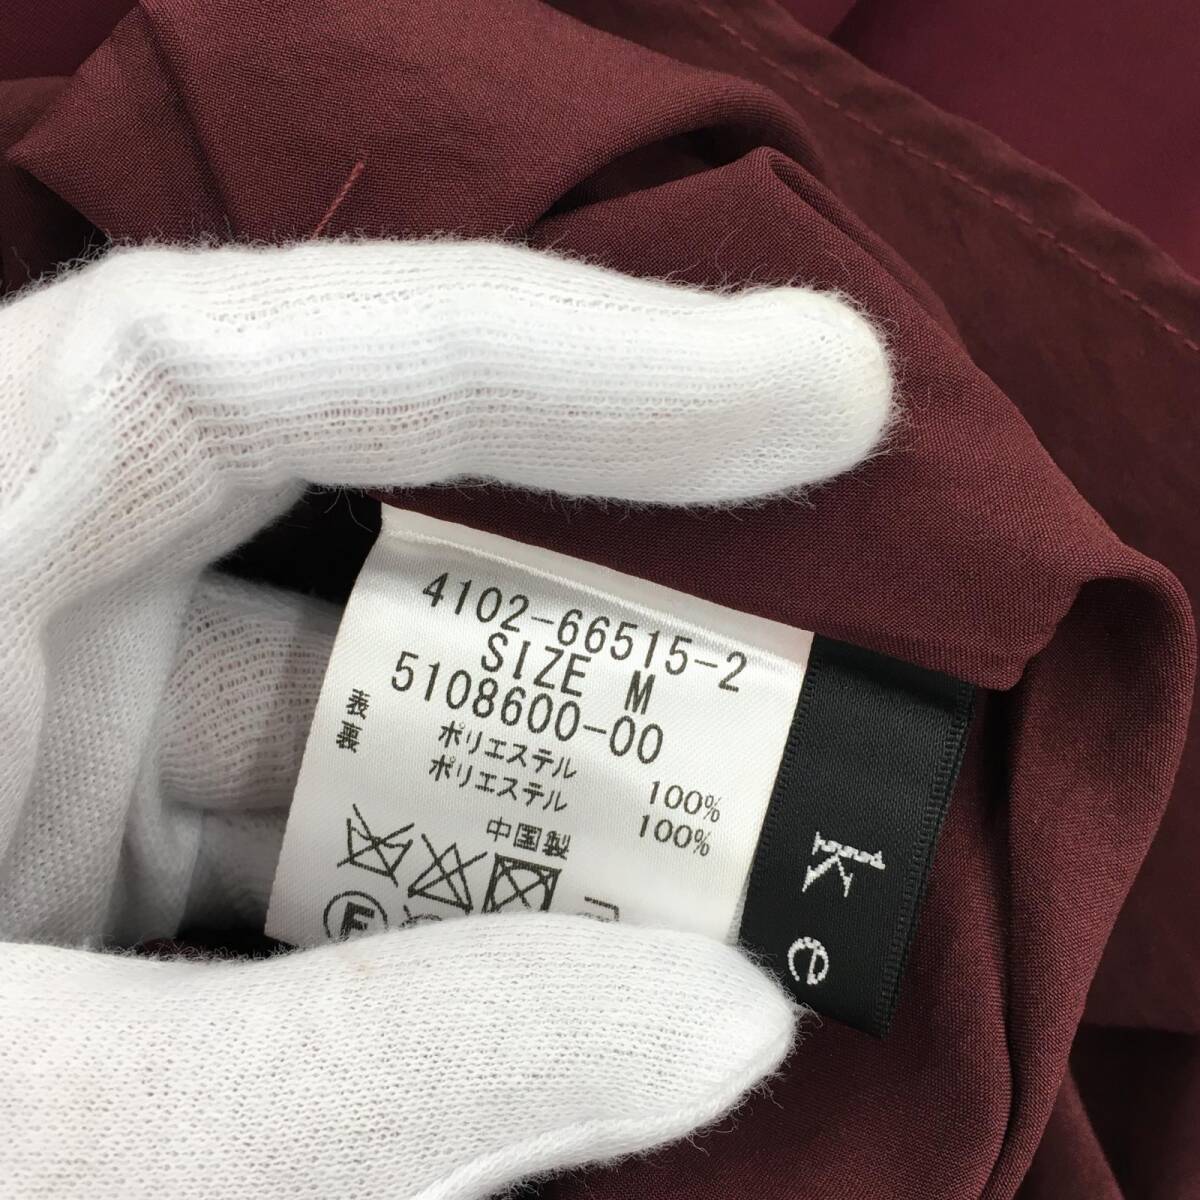 4102-66515-2
SIZE M
5108600-00
表 ポリエステル 100%
裏 ポリエステル 100%
中国製
F
k e